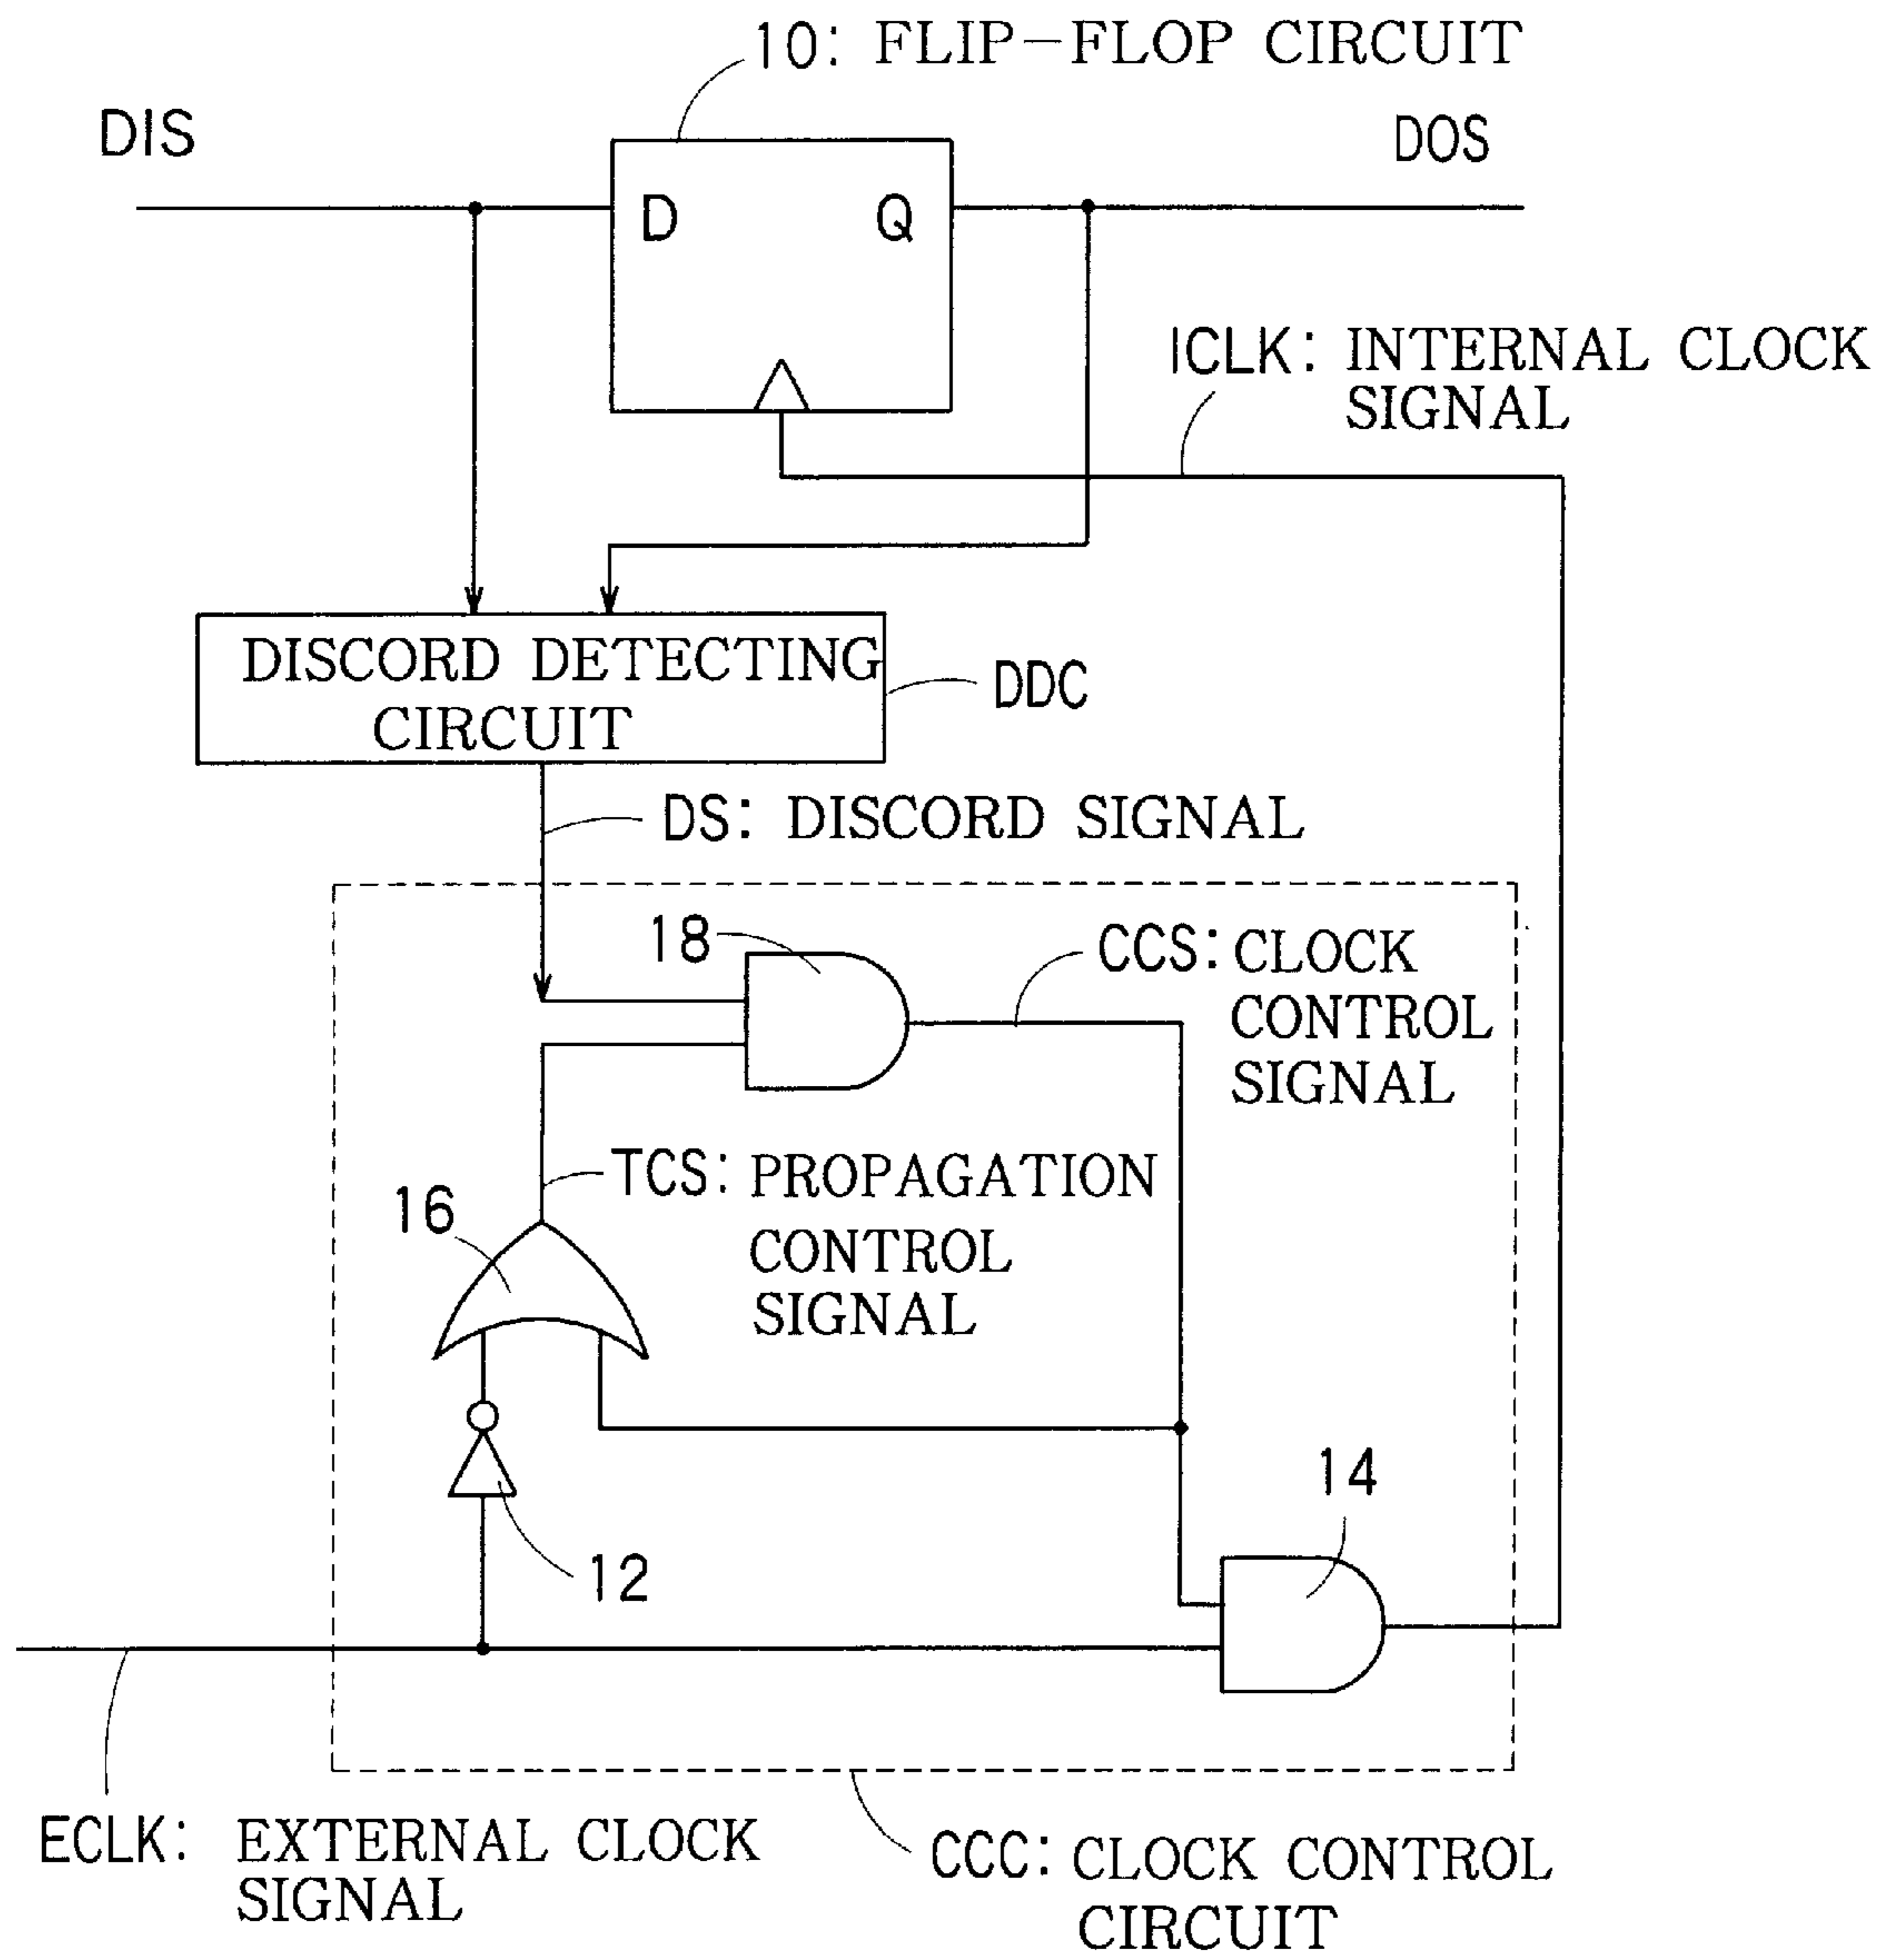 10: FLIP-FLOP CIRCUIT
DIS
DOS
D
Q
ICLK: INTERNAL CLOCK
SIGNAL
DISCORD DETECTING
CIRCUIT
DDC
DS: DISCORD SIGNAL
18
CCS: CLOCK
CONTROL
SIGNAL
TCS: PROPAGATION
CONTROL
SIGNAL
16
14
12
ECLK: EXTERNAL CLOCK
SIGNAL
CCC: CLOCK CONTROL
CIRCUIT